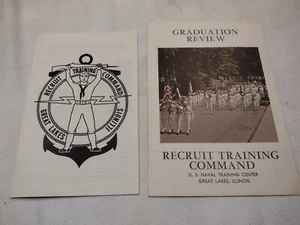 RECRUIT TRAINING COMMAND
GREAT LAKES, ILLINOIS
GRADUATION
REVIEW
RECRUIT TRAINING
COMMAND
U. S. NAVAL TRAINING CENTER
GREAT LAKES, ILLINOIS